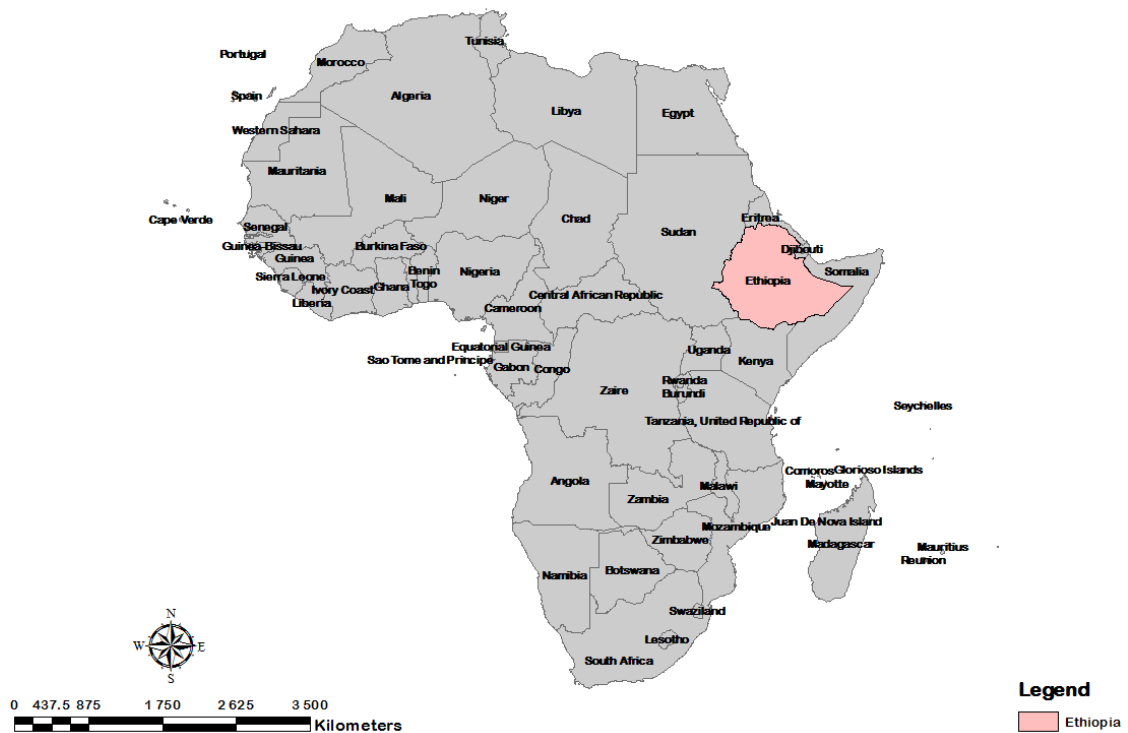 Tunisia
Portugal
Morocco
Spain
Algeria
Libya
Egypt
Western Sahara
Mauritania
Mali
Niger
Chad
Cape Verde
Senegal
Eritrea
Sudan
Guinea-Bissau
Burkina Faso
Djibouti
Guinea
Benin
Nigeria
Somalia
Sierra Leone
Ivory Coast
Ghana
Togo
Ethiopia
Liberia
Central African Republic
Cameroon
Equatorial Guinea
Uganda
Sao Tome and Principe
Gabon
Congo
Kenya
Rwanda
Zaire
Burundi
Seychelles
Tanzania, United Republic of
Comoros
Glorioso Islands
Angola
Malawi
Mayotte
Zambia
Mozambique
Juan De Nova Island
Zimbabwe
Madagascar
Mauritius
Reunion
Botswana
Namibia
Swaziland
Lesotho
South Africa
N
W
E
S
0 437.5 875 1 750 2 625 3 500
Kilometers
Legend
Ethiopia